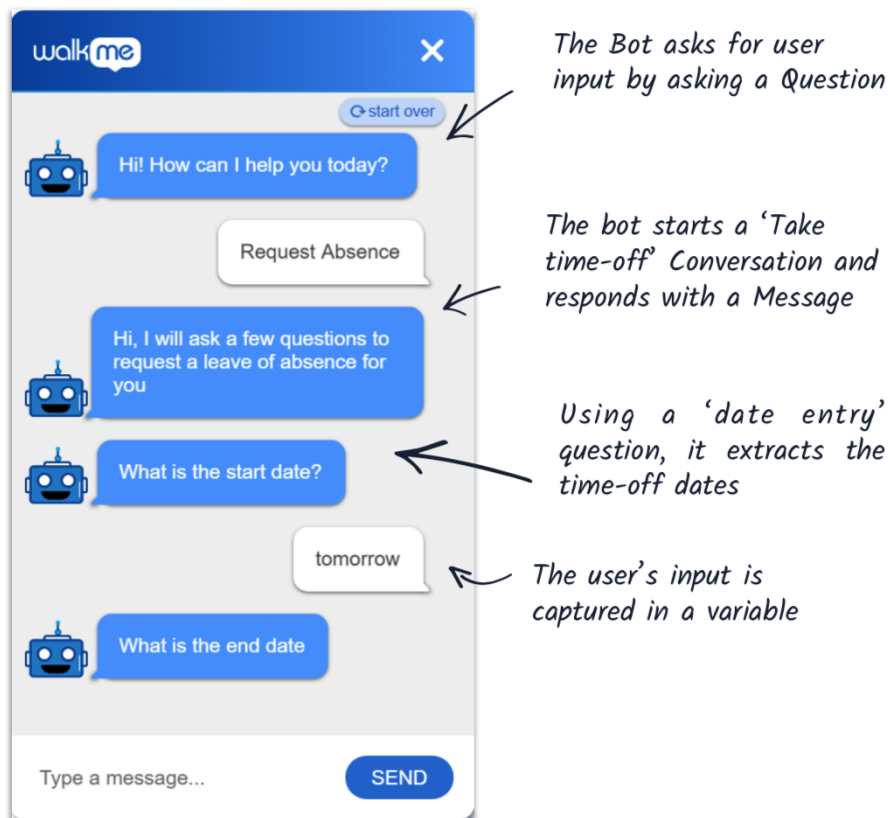 walkme
start over
Hi! How can I help you today?
Request Absence
Hi, I will ask a few questions to
request a leave of absence for
you
What is the start date?
tomorrow
What is the end date
Type a message...
SEND
The Bot asks for user
input by asking a Question
The bot starts a ‘Take
time-off’ Conversation and
responds with a Message
Using a ‘date entry’
question, it extracts the
time-off dates
The user’s input is
captured in a variable